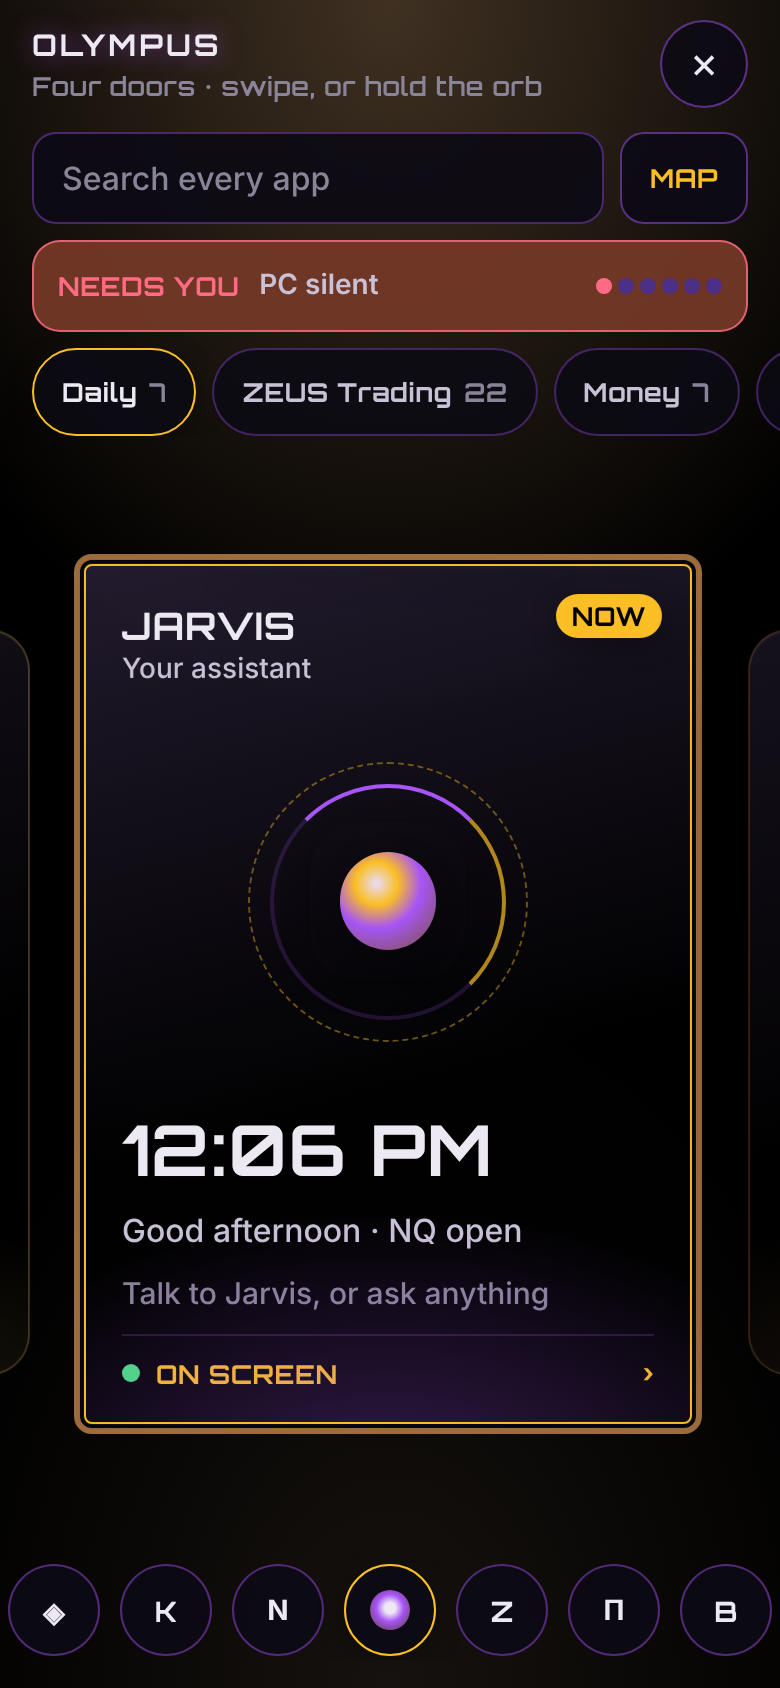 OLYMPUS
Four doors · swipe, or hold the orb
×
Search every app
MAP
NEEDS YOU PC silent
Daily 7
ZEUS Trading 22
Money 7
JARVIS
NOW
Your assistant
12:06 PM
Good afternoon · NQ open
Talk to Jarvis, or ask anything
ON SCREEN ›
◈ K N Z Π B